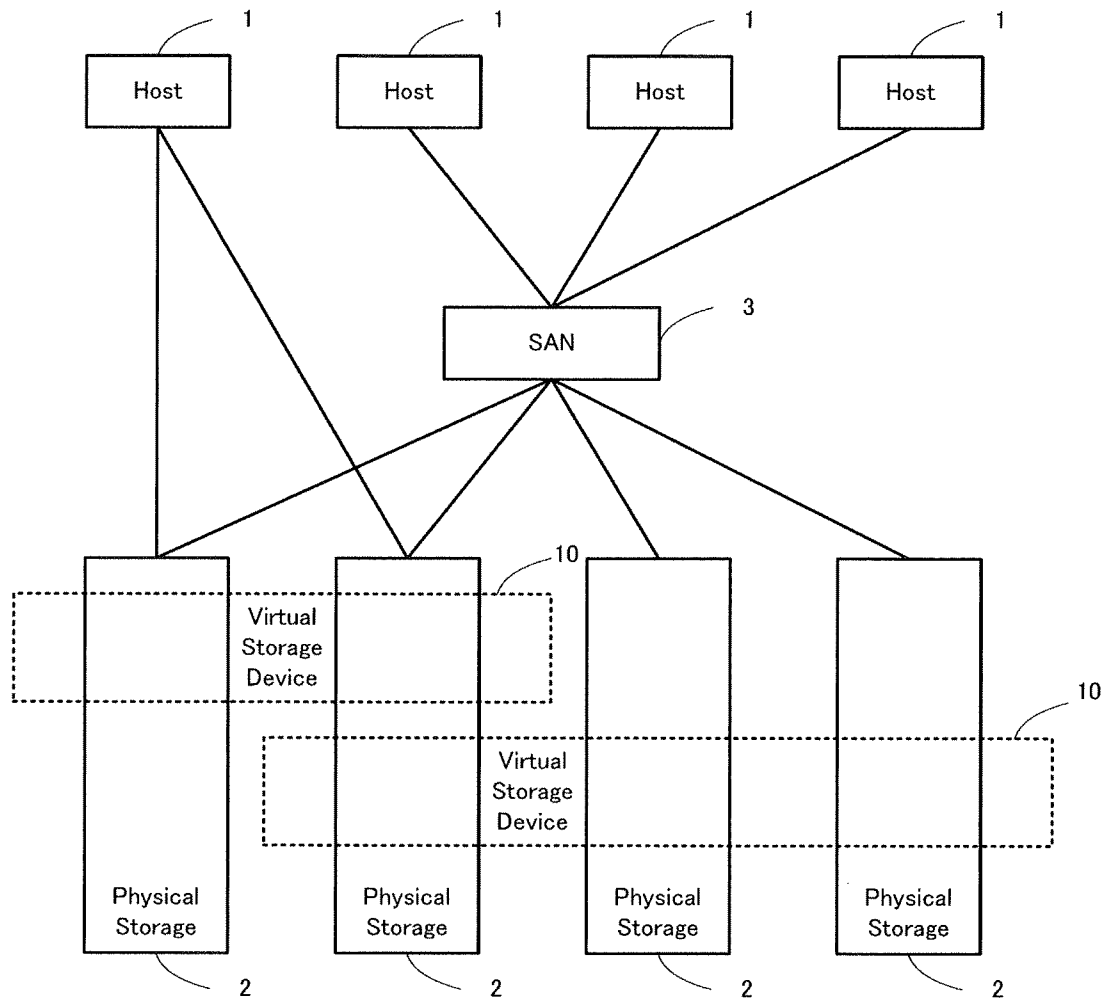 1
1
1
1
Host
Host
Host
Host
3
SAN
10
Virtual
Storage
Device
10
Virtual
Storage
Device
Physical
Storage
Physical
Storage
Physical
Storage
Physical
Storage
2
2
2
2